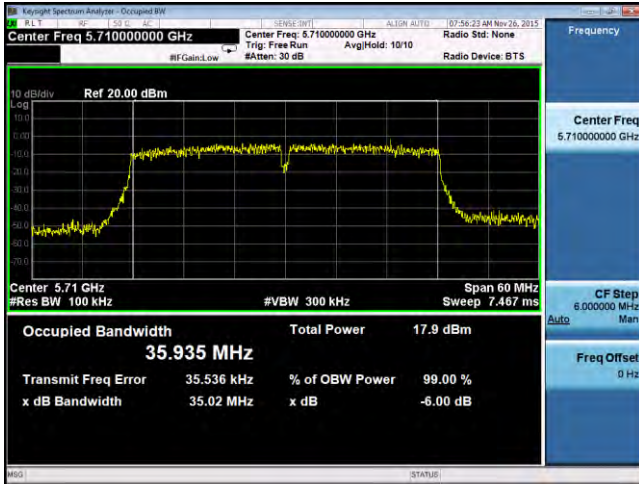 Keysight Spectrum Analyzer - Occupied BW
RLT RF 50 Ω AC SENSE:INT ALIGN AUTO 07:56:23 AM Nov 26, 2015
Center Freq 5.710000000 GHz
Center Freq: 5.710000000 GHz
Radio Std: None
Trig: Free Run Avg|Hold: 10/10
#IFGain:Low #Atten: 30 dB Radio Device: BTS
10 dB/div Ref 20.00 dBm
Log
10.0
0.00
-10.0
-20.0
-30.0
-40.0
-50.0
-60.0
-70.0
Center 5.71 GHz Span 60 MHz
#Res BW 100 kHz #VBW 300 kHz Sweep 7.467 ms
Occupied Bandwidth Total Power 17.9 dBm
35.935 MHz
Transmit Freq Error 35.536 kHz % of OBW Power 99.00 %
x dB Bandwidth 35.02 MHz x dB -6.00 dB
Frequency
Center Freq
5.710000000 GHz
CF Step
6.000000 MHz
Auto Man
Freq Offset
0 Hz
MSG STATUS